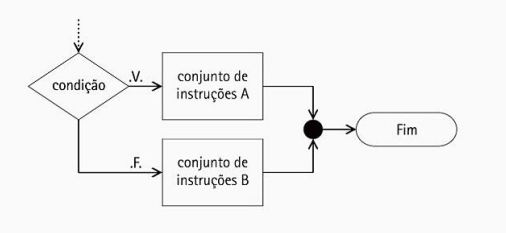 condição
.V.
conjunto de
instruções A
.F.
conjunto de
instruções B
Fim